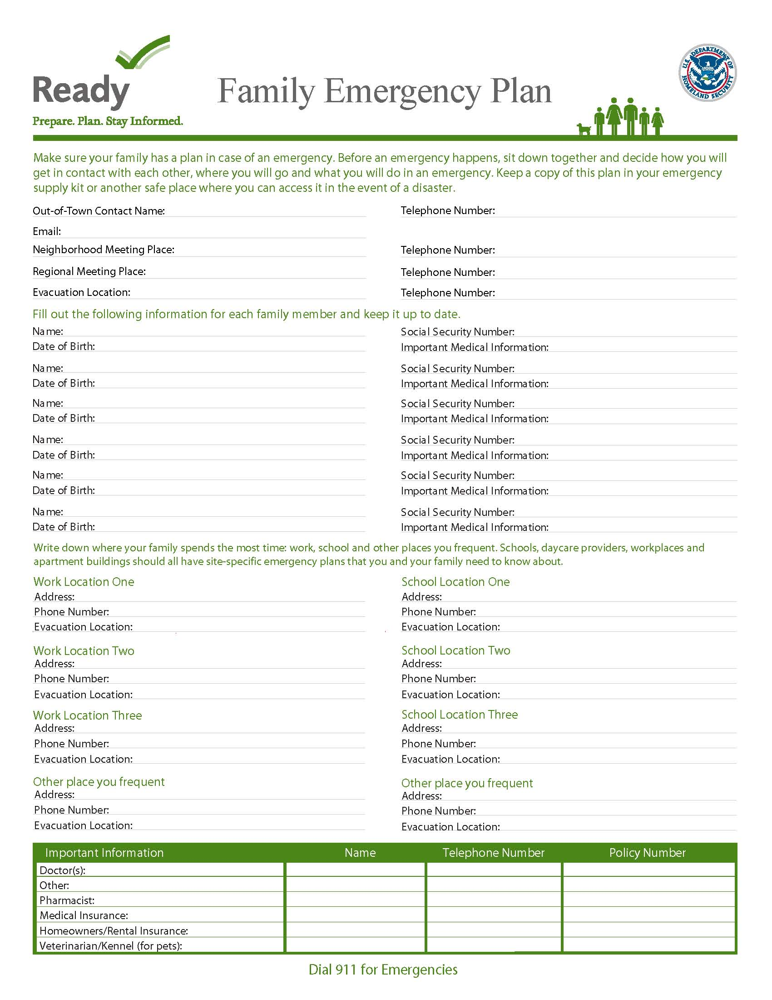 Ready
Prepare. Plan. Stay Informed.
Family Emergency Plan
U.S. DEPARTMENT OF HOMELAND SECURITY
Make sure your family has a plan in case of an emergency. Before an emergency happens, sit down together and decide how you will
get in contact with each other, where you will go and what you will do in an emergency. Keep a copy of this plan in your emergency
supply kit or another safe place where you can access it in the event of a disaster.
Out-of-Town Contact Name: Telephone Number:
Email:
Neighborhood Meeting Place: Telephone Number:
Regional Meeting Place: Telephone Number:
Evacuation Location: Telephone Number:
Fill out the following information for each family member and keep it up to date.
Name: Social Security Number:
Date of Birth: Important Medical Information:
Name: Social Security Number:
Date of Birth: Important Medical Information:
Name: Social Security Number:
Date of Birth: Important Medical Information:
Name: Social Security Number:
Date of Birth: Important Medical Information:
Name: Social Security Number:
Date of Birth: Important Medical Information:
Name: Social Security Number:
Date of Birth: Important Medical Information:
Write down where your family spends the most time: work, school and other places you frequent. Schools, daycare providers, workplaces and
apartment buildings should all have site-specific emergency plans that you and your family need to know about.
Work Location One School Location One
Address: Address:
Phone Number: Phone Number:
Evacuation Location: Evacuation Location:
Work Location Two School Location Two
Address: Address:
Phone Number: Phone Number:
Evacuation Location: Evacuation Location:
Work Location Three School Location Three
Address: Address:
Phone Number: Phone Number:
Evacuation Location: Evacuation Location:
Other place you frequent Other place you frequent
Address: Address:
Phone Number: Phone Number:
Evacuation Location: Evacuation Location:
Important Information Name Telephone Number Policy Number
Doctor(s):
Other:
Pharmacist:
Medical Insurance:
Homeowners/Rental Insurance:
Veterinarian/Kennel (for pets):
Dial 911 for Emergencies